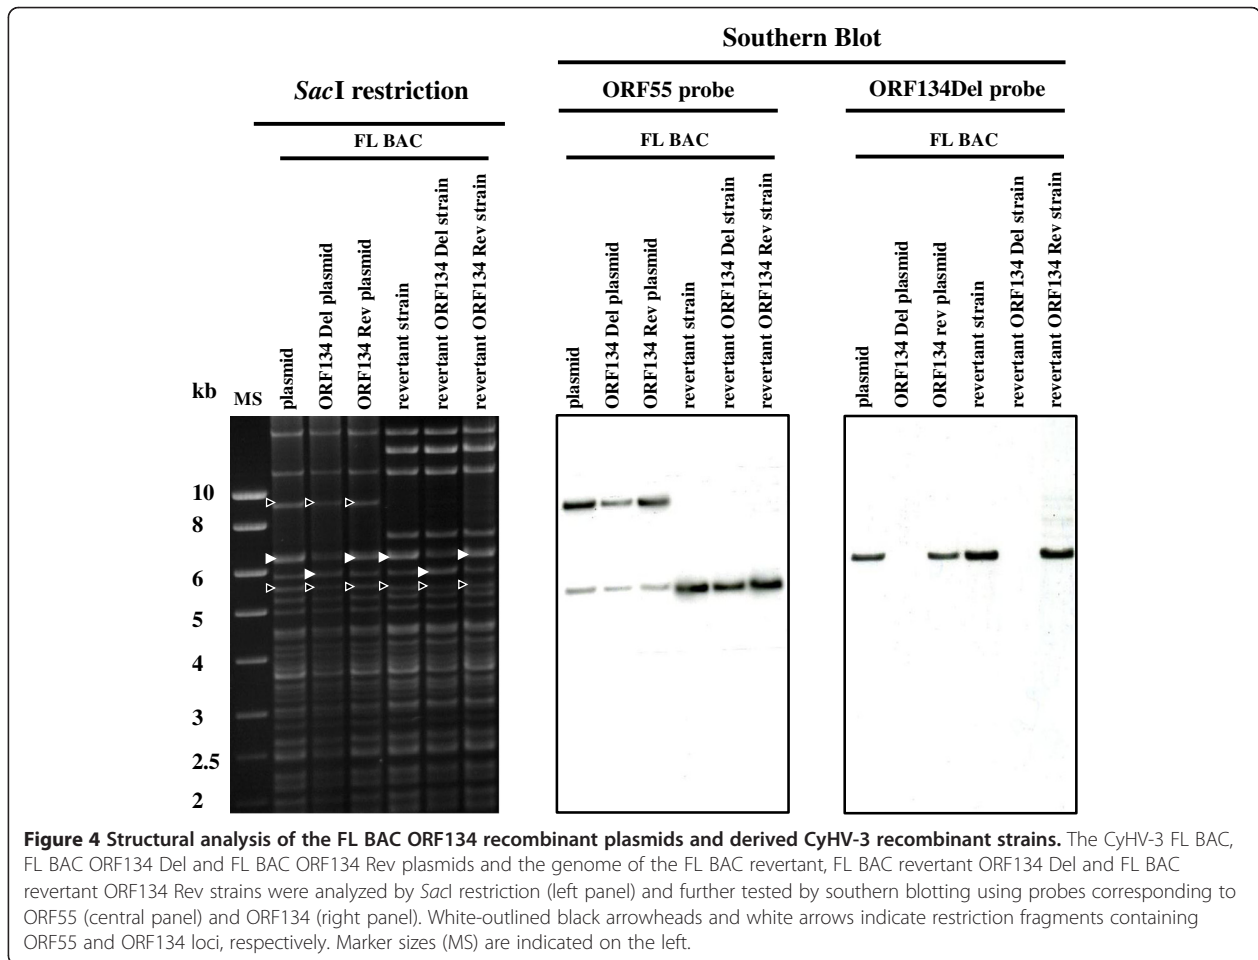 Southern Blot
SacI restriction
ORF55 probe
ORF134Del probe
FL BAC
FL BAC
FL BAC
kb
MS
plasmid
ORF134 Del plasmid
ORF134 Rev plasmid
revertant strain
revertant ORF134 Del strain
revertant ORF134 Rev strain
plasmid
ORF134 Del plasmid
ORF134 Rev plasmid
revertant strain
revertant ORF134 Del strain
revertant ORF134 Rev strain
plasmid
ORF134 Del plasmid
ORF134 rev plasmid
revertant strain
revertant ORF134 Del strain
revertant ORF134 Rev strain
10
8
6
5
4
3
2.5
2
Figure 4 Structural analysis of the FL BAC ORF134 recombinant plasmids and derived CyHV-3 recombinant strains. The CyHV-3 FL BAC,
FL BAC ORF134 Del and FL BAC ORF134 Rev plasmids and the genome of the FL BAC revertant, FL BAC revertant ORF134 Del and FL BAC
revertant ORF134 Rev strains were analyzed by SacI restriction (left panel) and further tested by southern blotting using probes corresponding to
ORF55 (central panel) and ORF134 (right panel). White-outlined black arrowheads and white arrows indicate restriction fragments containing
ORF55 and ORF134 loci, respectively. Marker sizes (MS) are indicated on the left.